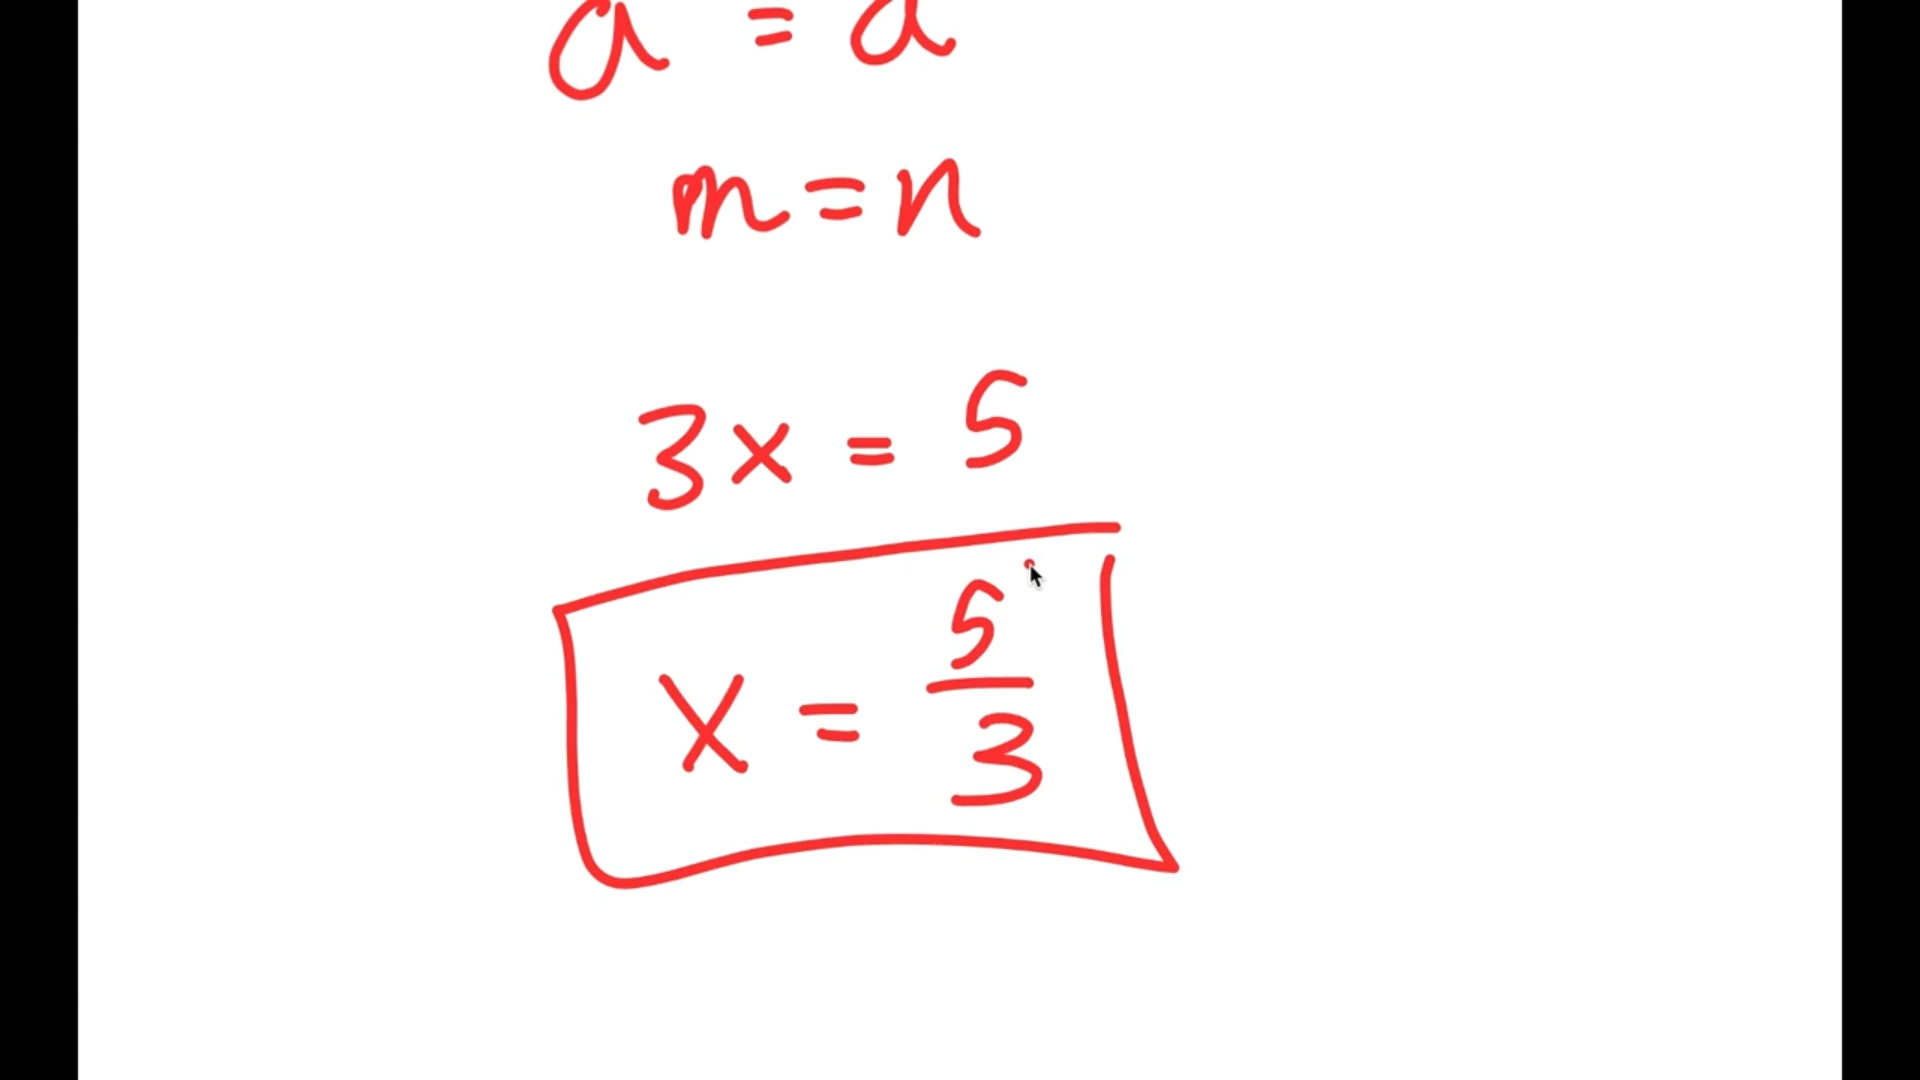 a = a
m = n
3x = 5
x = 5/3